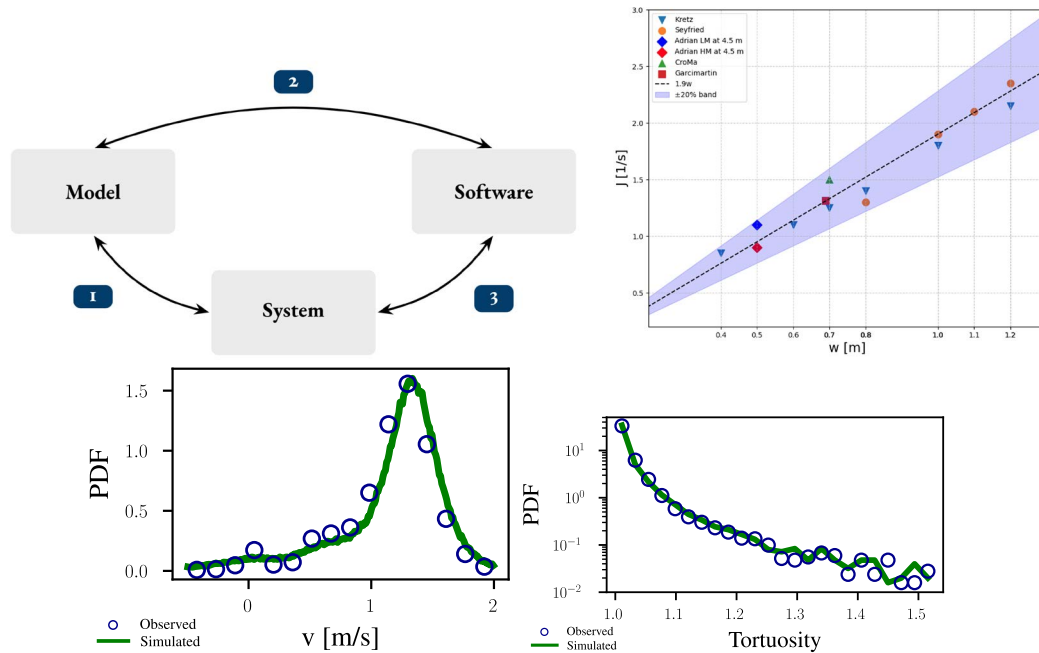 2
Model
Software
1
3
System
J [1/s]
3.0
2.5
2.0
1.5
1.0
0.5
Kretz
Seyfried
Adrian LM at 4.5 m
Adrian HM at 4.5 m
CroMa
Garcimartin
1.9w
±20% band
0.4 0.5 0.6 0.7 0.8 1.0 1.1 1.2
w [m]
PDF
1.5
1.0
0.5
0.0
0 1 2
v [m/s]
Observed
Simulated
PDF
10^1
10^0
10^-1
10^-2
1.0 1.1 1.2 1.3 1.4 1.5
Tortuosity
Observed
Simulated